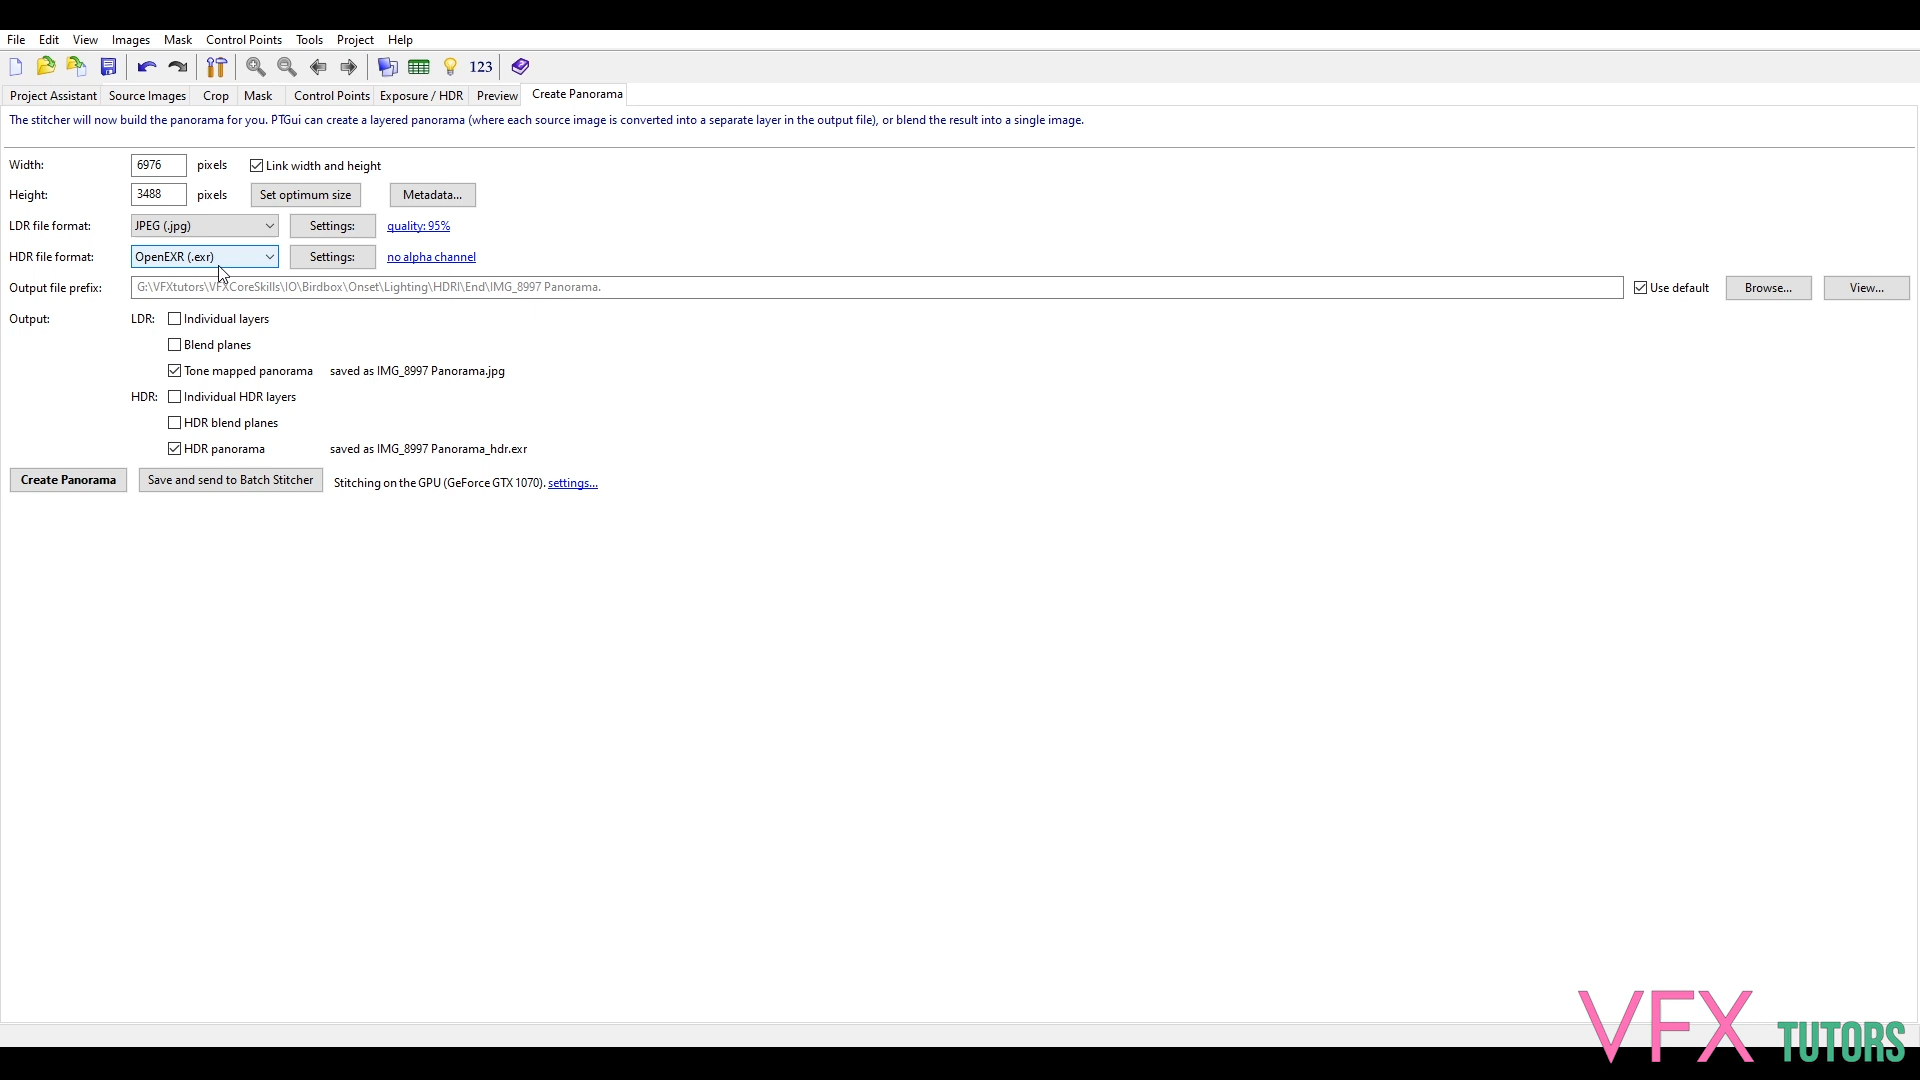 File Edit View Images Mask Control Points Tools Project Help
123
Project Assistant Source Images Crop Mask Control Points Exposure / HDR Preview Create Panorama
The stitcher will now build the panorama for you. PTGui can create a layered panorama (where each source image is converted into a separate layer in the output file), or blend the result into a single image.
Width: 6976 pixels Link width and height
Height: 3488 pixels Set optimum size Metadata...
LDR file format: JPEG (.jpg) Settings: quality: 95%
HDR file format: OpenEXR (.exr) Settings: no alpha channel
Output file prefix: G:\VFXtutors\VFXCoreSkills\IO\Birdbox\Onset\Lighting\HDRI\End\IMG_8997 Panorama. Use default Browse... View...
Output: LDR: Individual layers
Blend planes
Tone mapped panorama saved as IMG_8997 Panorama.jpg
HDR: Individual HDR layers
HDR blend planes
HDR panorama saved as IMG_8997 Panorama_hdr.exr
Create Panorama Save and send to Batch Stitcher Stitching on the GPU (GeForce GTX 1070). settings...
VFX TUTORS